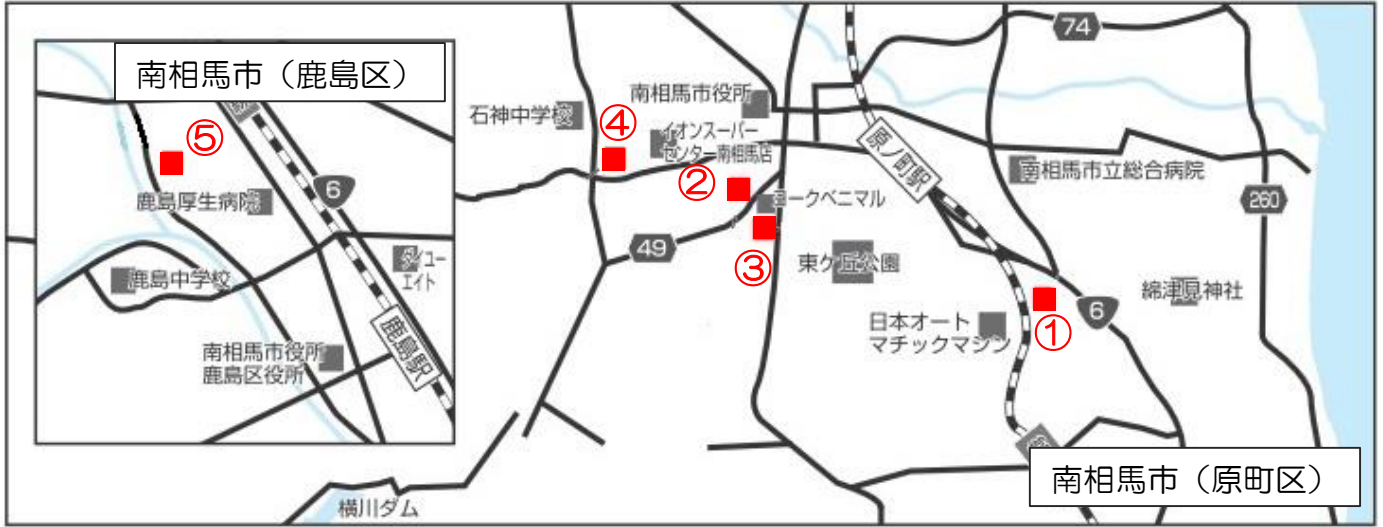 南相馬市（鹿島区）
⑤
鹿島厚生病院
6
ダイユー
エイト
鹿島中学校
鹿島駅
南相馬市役所
鹿島区役所
石神中学校
④
南相馬市役所
イオンスーパー
センター南相馬店
②
ヨークベニマル
③
49
74
原ノ町駅
南相馬市立総合病院
260
東ケ丘公園
日本オート
マチックマシン
①
6
綿津見神社
横川ダム
南相馬市（原町区）